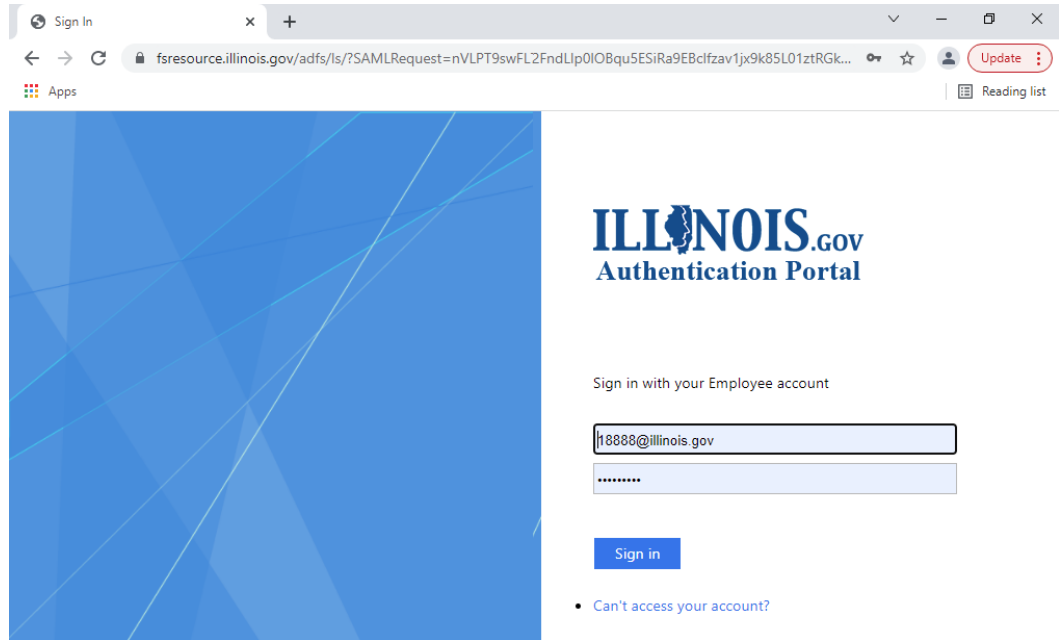 Sign In
fsresource.illinois.gov/adfs/ls/?SAMLRequest=nVLPT9swFL2FndLIp0lOBqu5ESiRa9EBclfzav1jx9k85L01ztRGk...
Update
Apps
Reading list
ILLINOIS.GOV
Authentication Portal
Sign in with your Employee account
18888@illinois.gov
•••••••••
Sign in
Can't access your account?